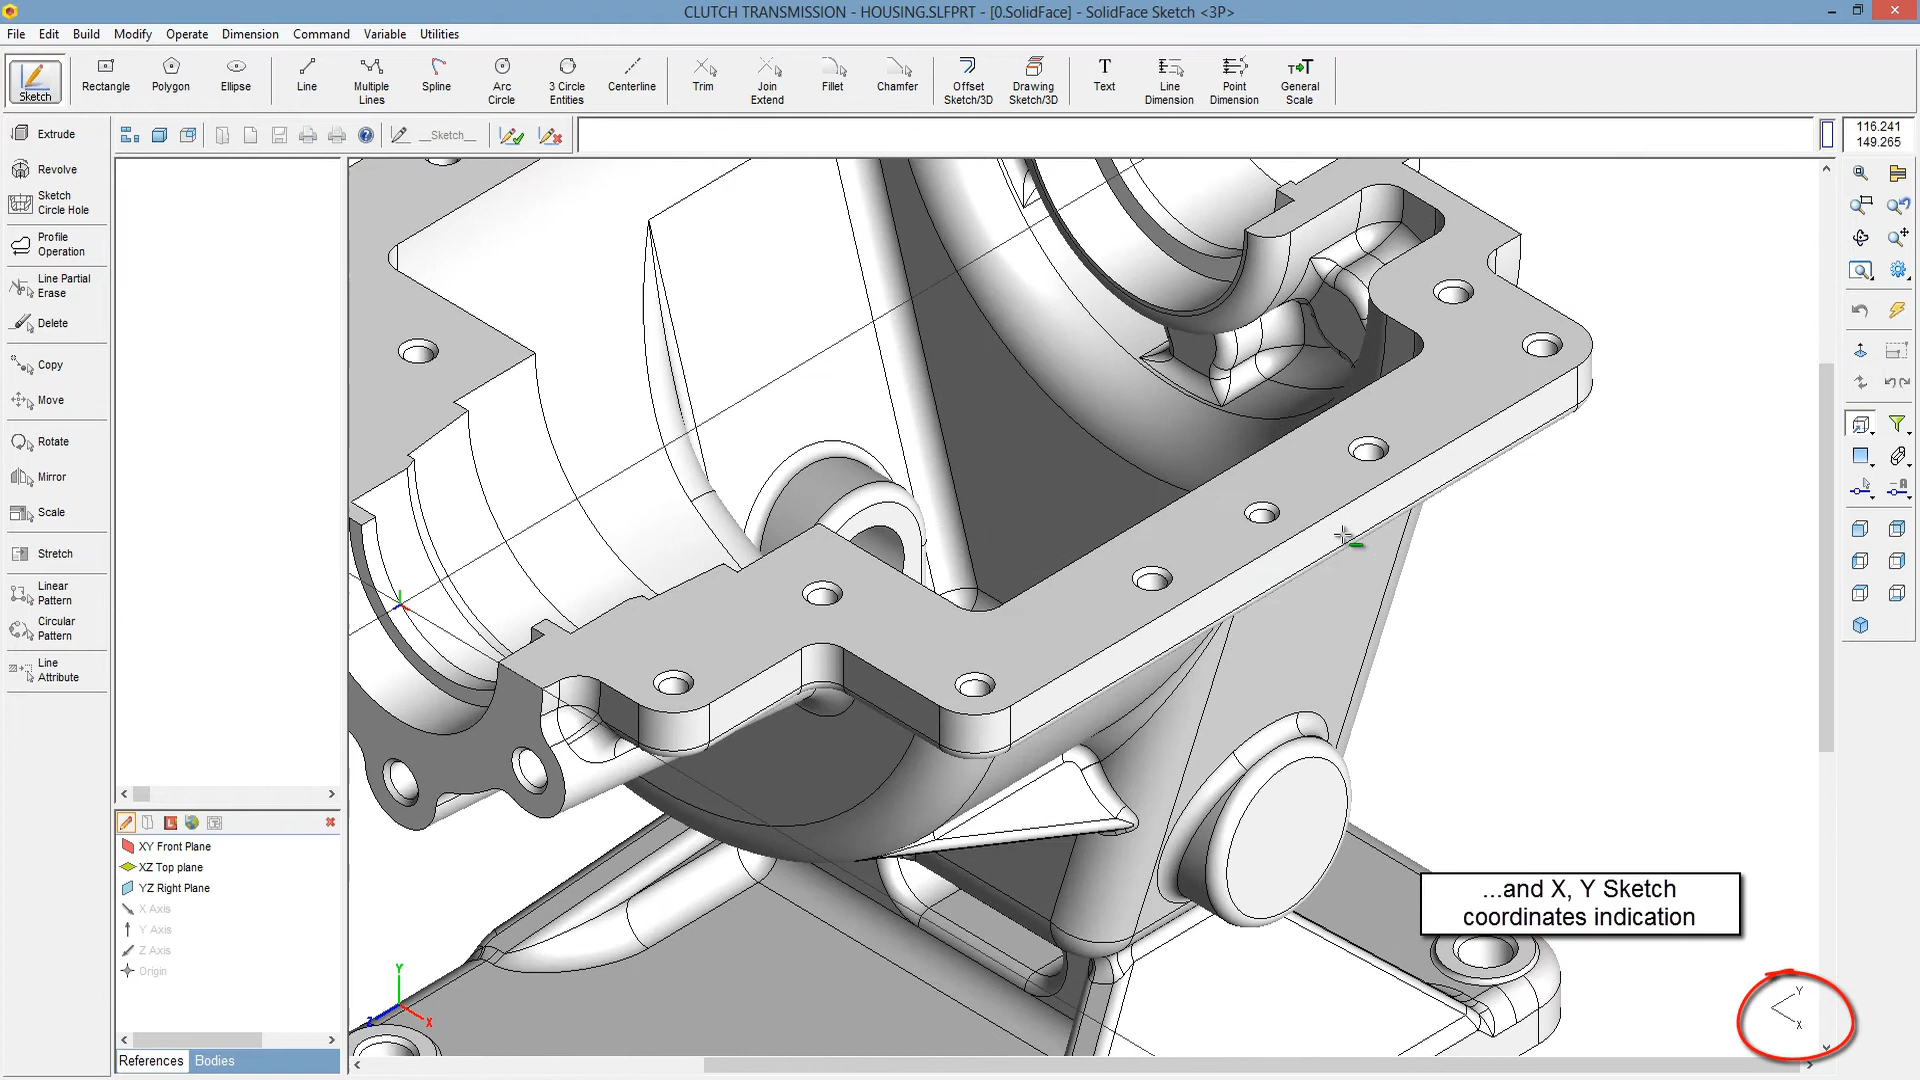 CLUTCH TRANSMISSION - HOUSING.SLFPRT - [0.SolidFace] - SolidFace Sketch <3P>
File Edit Build Modify Operate Dimension Command Variable Utilities
Sketch
Rectangle
Polygon
Ellipse
Line
Multiple
Lines
Spline
Arc
Circle
3 Circle
Entities
Centerline
Trim
Join
Extend
Fillet
Chamfer
Offset
Sketch/3D
Drawing
Sketch/3D
Text
Line
Dimension
Point
Dimension
General
Scale
__Sketch__
116.241
149.265
Extrude
Revolve
Sketch
Circle Hole
Profile
Operation
Line Partial
Erase
Delete
Copy
Move
Rotate
Mirror
Scale
Stretch
Linear
Pattern
Circular
Pattern
Line
Attribute
XY Front Plane
XZ Top plane
YZ Right Plane
X Axis
Y Axis
Z Axis
Origin
References Bodies
Y
Z
X
...and X, Y Sketch
coordinates indication
Y
X